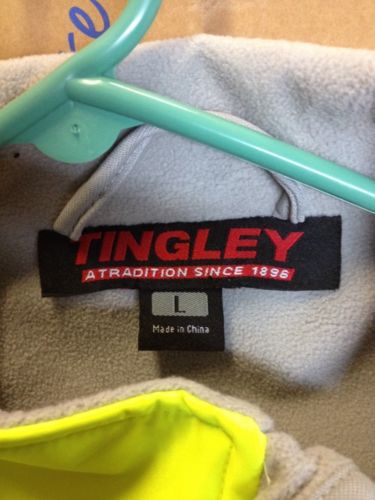 TINGLEY
A TRADITION SINCE 1896
L
Made in China